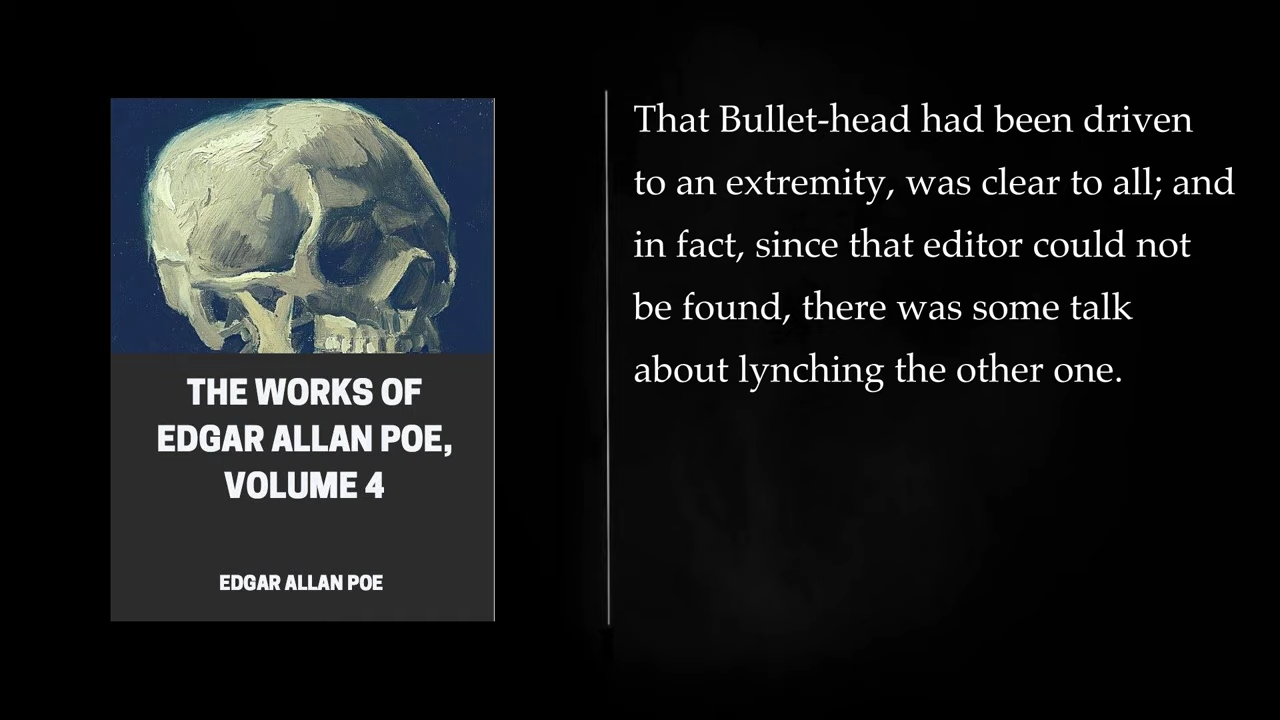 THE WORKS OF
EDGAR ALLAN POE,
VOLUME 4
EDGAR ALLAN POE
That Bullet-head had been driven
to an extremity, was clear to all; and
in fact, since that editor could not
be found, there was some talk
about lynching the other one.